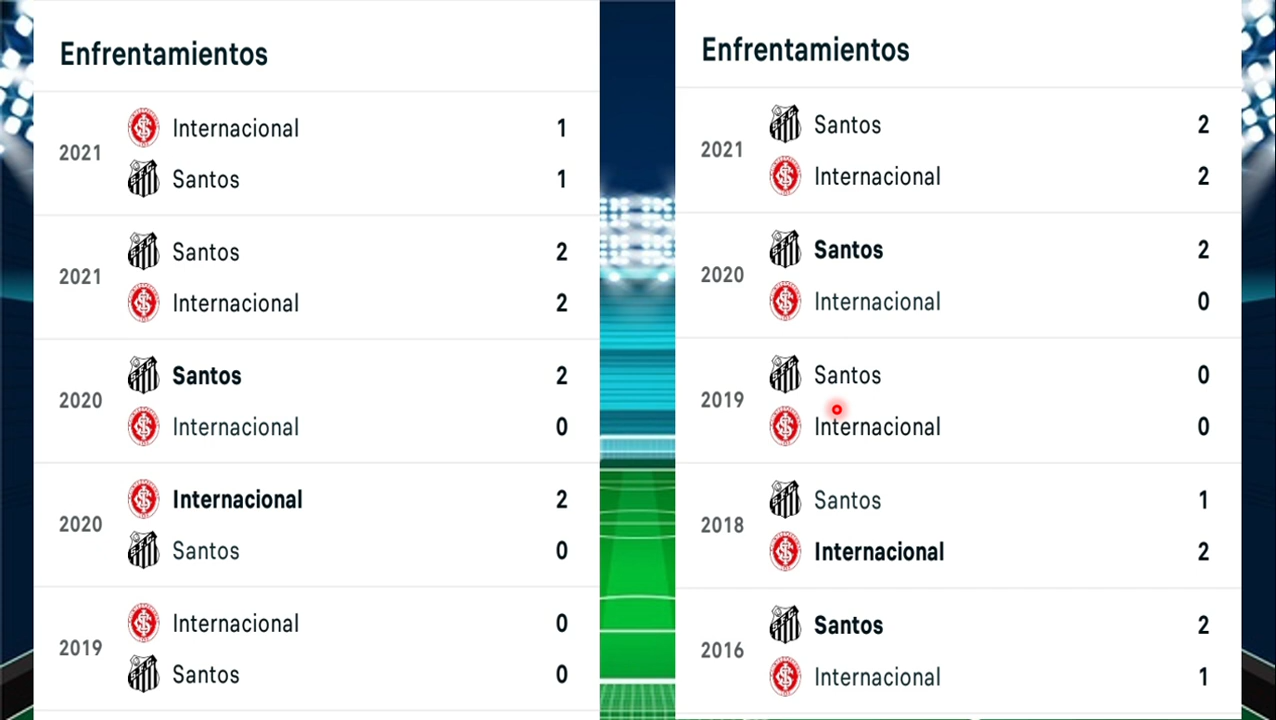 Enfrentamientos
2021
Internacional 1
Santos 1
2021
Santos 2
Internacional 2
2020
Santos 2
Internacional 0
2020
Internacional 2
Santos 0
2019
Internacional 0
Santos 0
Enfrentamientos
2021
Santos 2
Internacional 2
2020
Santos 2
Internacional 0
2019
Santos 0
Internacional 0
2018
Santos 1
Internacional 2
2016
Santos 2
Internacional 1